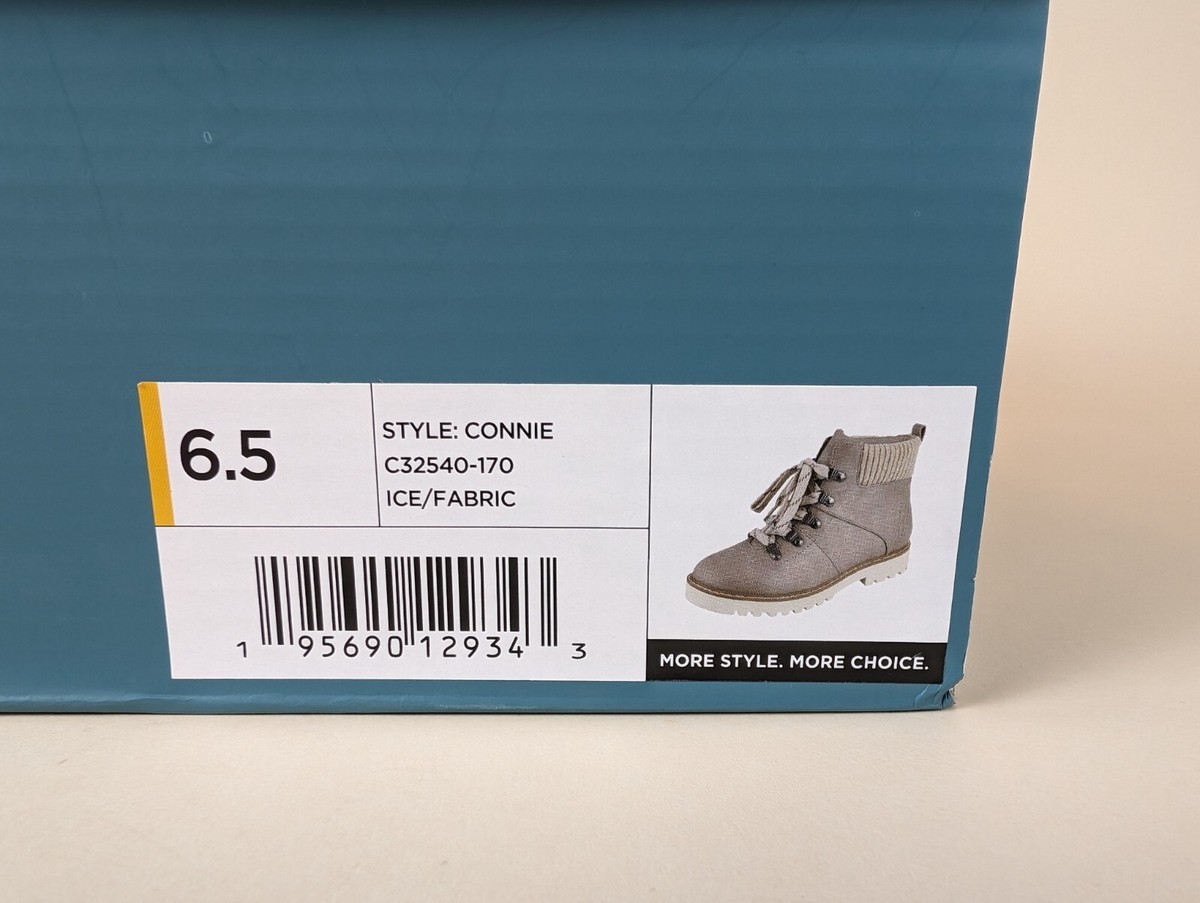 6.5
STYLE: CONNIE
C32540-170
ICE/FABRIC
1 95690 12934 3
MORE STYLE. MORE CHOICE.